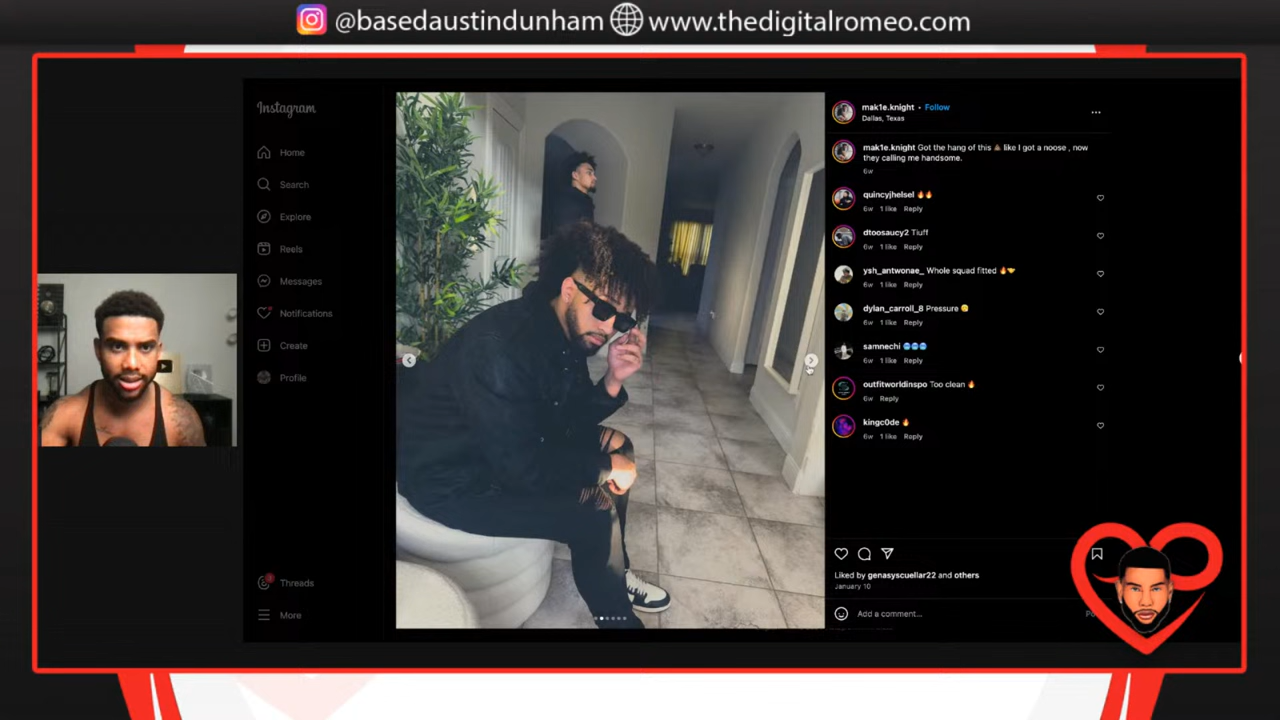 @basedaustindunham www.thedigitalromeo.com
Instagram
Home
Search
Explore
Reels
Messages
Notifications
Create
Profile
Threads
More
mak1e.knight • Follow
Dallas, Texas
mak1e.knight Got the hang of this 💩 like I got a noose , now
they calling me handsome.
6w
quincyjhelsel 🔥🔥
6w 1 like Reply
dtoosaucy2 Tiuff
6w 1 like Reply
ysh_antwonae_ Whole squad fitted 🔥🤝
6w 1 like Reply
dylan_carroll_8 Pressure
6w 1 like Reply
samnechi 🥶🥶🥶
6w 1 like Reply
outfitworldinspo Too clean 🔥
6w Reply
kingc0de 🔥
6w 1 like Reply
Liked by genasyscuellar22 and others
January 10
Add a comment...